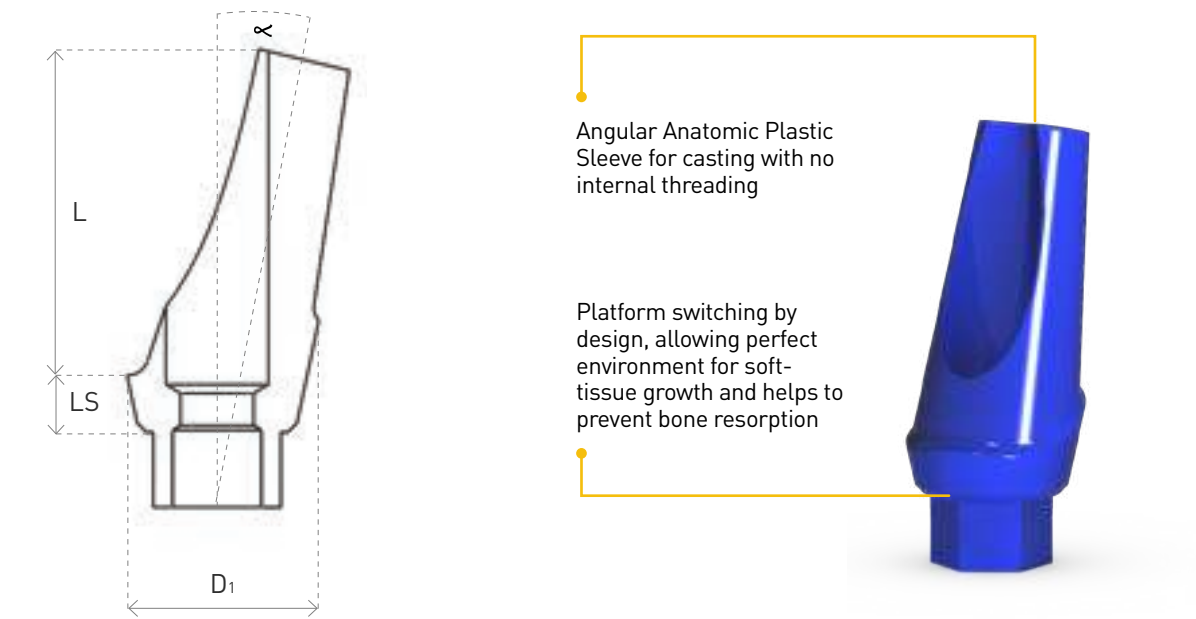 α
L
LS
D1
Angular Anatomic Plastic
Sleeve for casting with no
internal threading
Platform switching by
design, allowing perfect
environment for soft-
tissue growth and helps to
prevent bone resorption